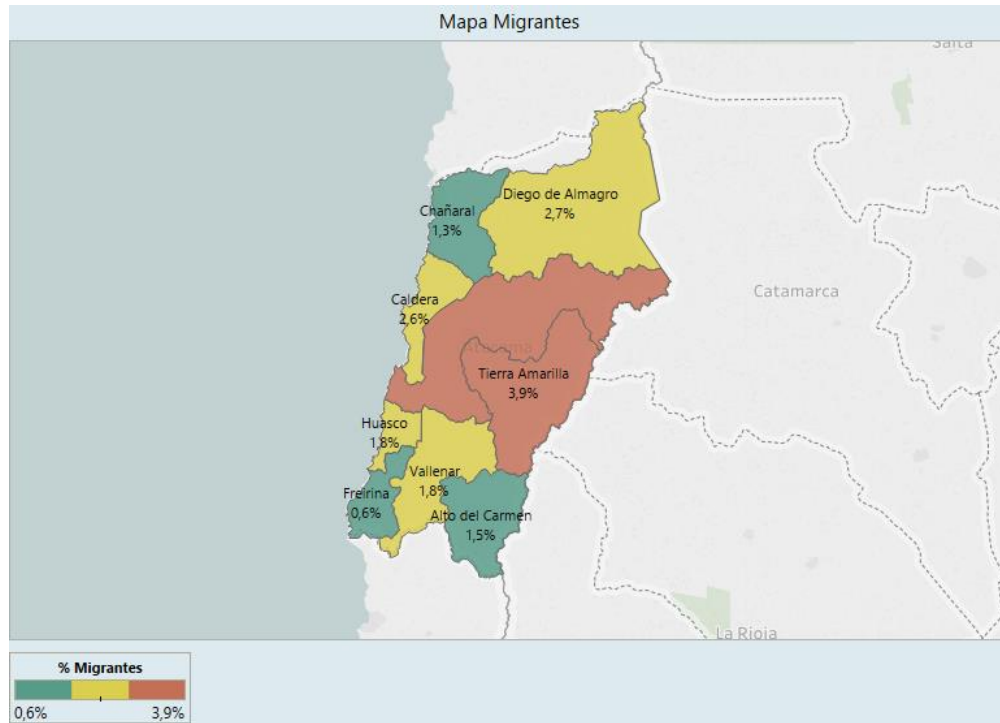 Mapa Migrantes
Salta
Diego de Almagro
2,7%
Chañaral
1,3%
Catamarca
Caldera
2,6%
Atacama
Tierra Amarilla
3,9%
Huasco
1,8%
Vallenar
1,8%
Freirina
0,6%
Alto del Carmen
1,5%
La Rioja
% Migrantes
0,6%
3,9%